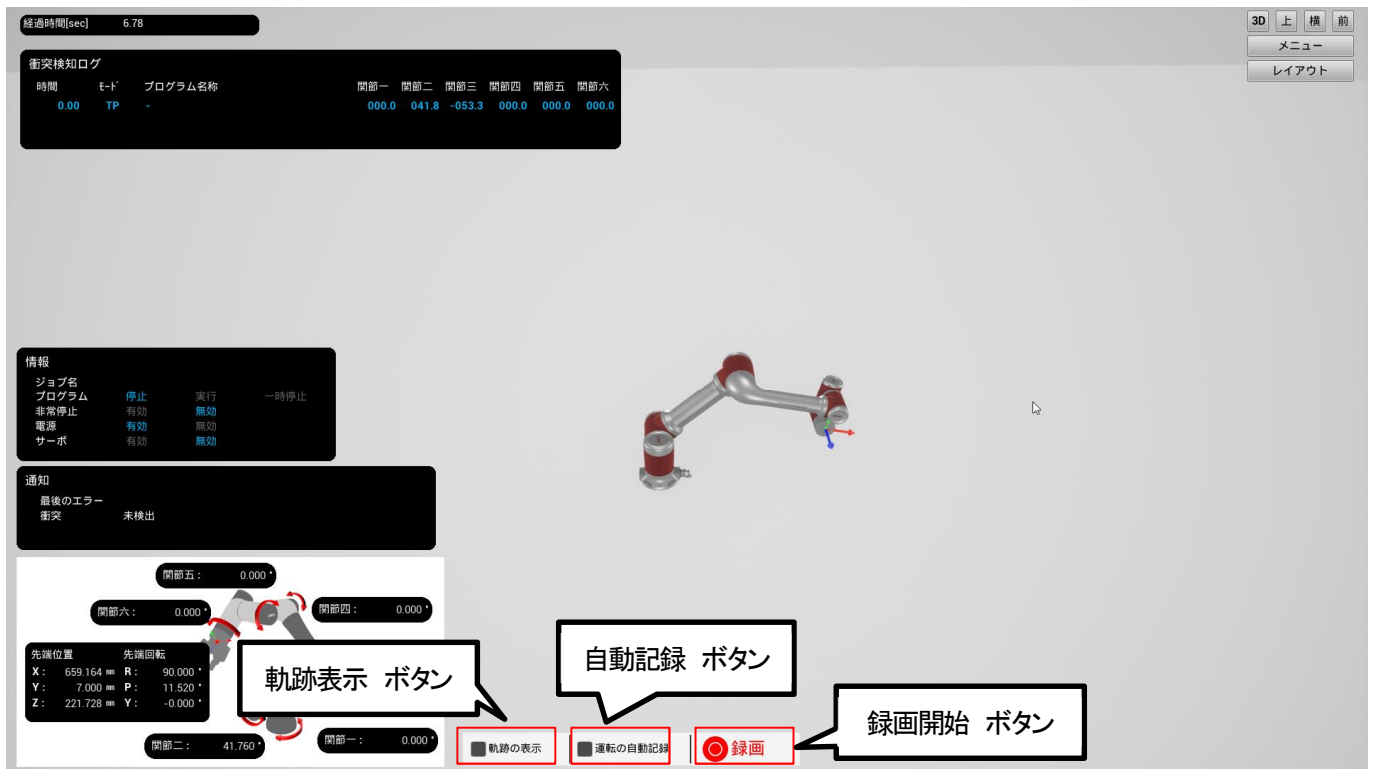 経過時間[sec] 6.78
3D 上 横 前
メニュー
レイアウト
衝突検知ログ
時間 モード プログラム名称 関節一 関節二 関節三 関節四 関節五 関節六
0.00 TP - 000.0 041.8 -053.3 000.0 000.0 000.0
情報
ジョブ名
プログラム 停止 実行 一時停止
非常停止 有効 無効
電源 有効 無効
サーボ 有効 無効
通知
最後のエラー
衝突 未検出
関節五: 0.000 °
関節六: 0.000 °
関節四: 0.000 °
先端位置 先端回転
X: 659.164 mm R: 90.000 °
Y: 7.000 mm P: 11.520 °
Z: 221.728 mm Y: -0.000 °
関節二: 41.760 °
関節一: 0.000 °
軌跡表示 ボタン
自動記録 ボタン
録画開始 ボタン
軌跡の表示
運転の自動記録
録画